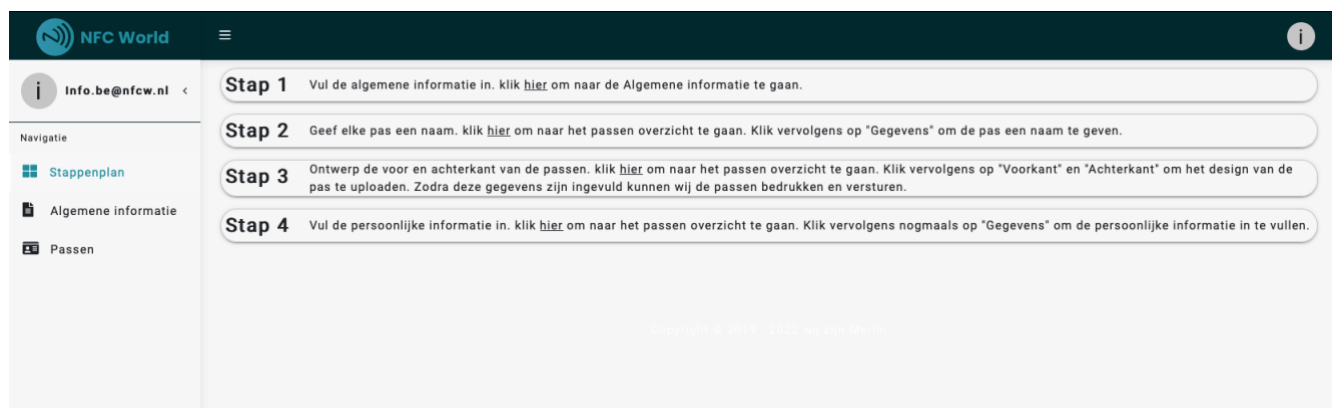 NFC World
i
i
Info.be@nfcw.nl
Navigatie
Stappenplan
Algemene informatie
Passen
Stap 1
Vul de algemene informatie in. klik hier om naar de Algemene informatie te gaan.
Stap 2
Geef elke pas een naam. klik hier om naar het passen overzicht te gaan. Klik vervolgens op "Gegevens" om de pas een naam te geven.
Stap 3
Ontwerp de voor en achterkant van de passen. klik hier om naar het passen overzicht te gaan. Klik vervolgens op "Voorkant" en "Achterkant" om het design van de
pas te uploaden. Zodra deze gegevens zijn ingevuld kunnen wij de passen bedrukken en versturen.
Stap 4
Vul de persoonlijke informatie in. klik hier om naar het passen overzicht te gaan. Klik vervolgens nogmaals op "Gegevens" om de persoonlijke informatie in te vullen.
Copyright © 2018 - 2022 wij zijn Merlin